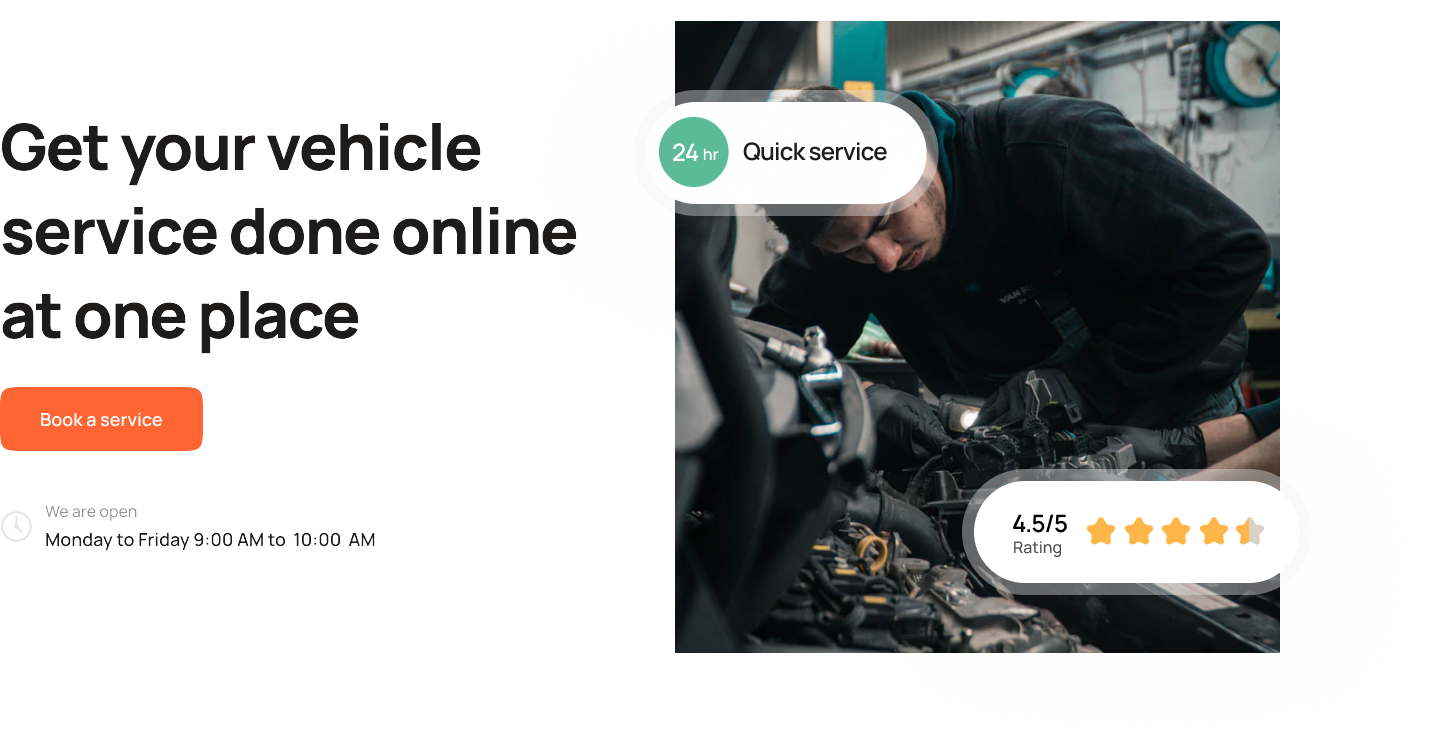 Get your vehicle
service done online
at one place
Book a service
We are open
Monday to Friday 9:00 AM to  10:00  AM
24 hr Quick service
4.5/5
Rating